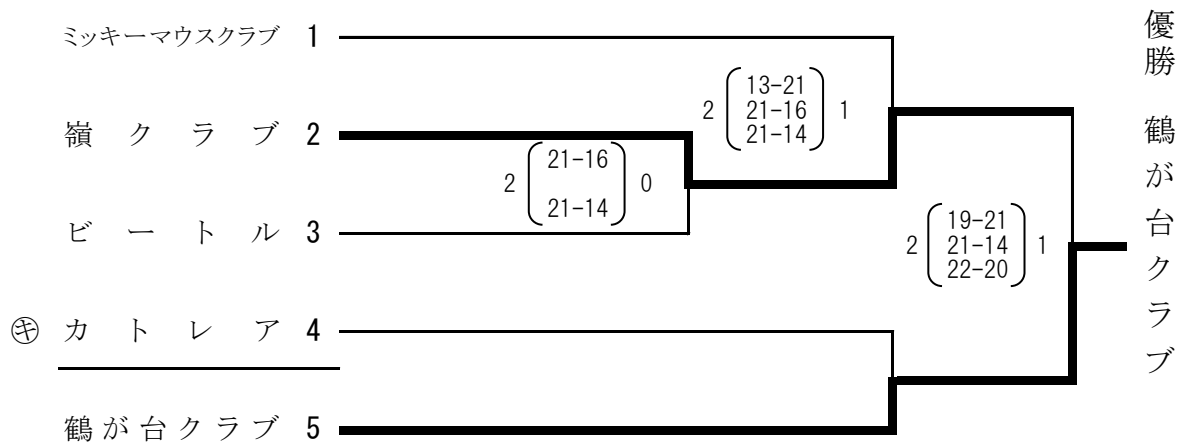 ミッキーマウスクラブ 1
嶺クラブ 2
ビートル 3
㋖ カトレア 4
鶴が台クラブ 5
2 21-16 0
21-14
13-21
2 21-16 1
21-14
19-21
2 21-14 1
22-20
優勝 鶴が台クラブ